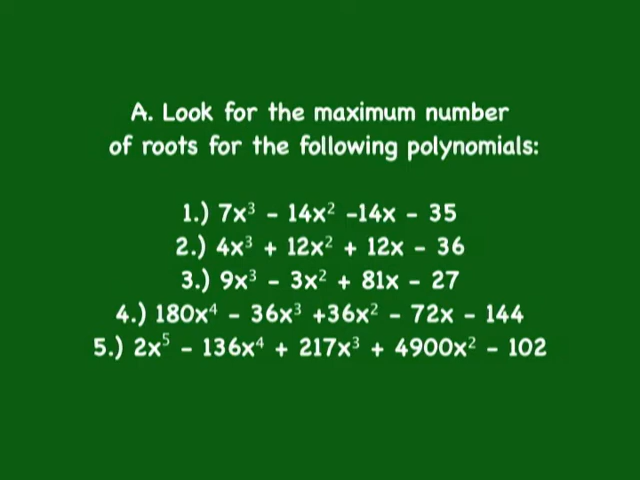 A. Look for the maximum number
of roots for the following polynomials:
1.) 7x³ - 14x² -14x - 35
2.) 4x³ + 12x² + 12x - 36
3.) 9x³ - 3x² + 81x - 27
4.) 180x⁴ - 36x³ +36x² - 72x - 144
5.) 2x⁵ - 136x⁴ + 217x³ + 4900x² - 102